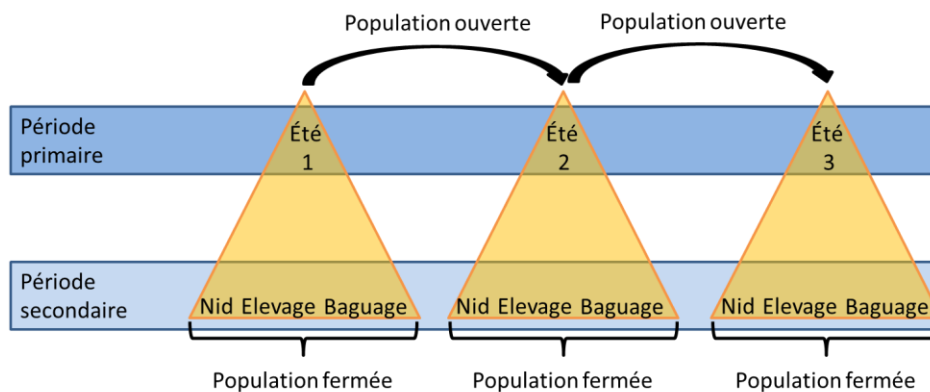 Population ouverte
Population ouverte
Période
primaire
Été
1
Été
2
Été
3
Période
secondaire
Nid Elevage Baguage
Nid Elevage Baguage
Nid Elevage Baguage
Population fermée
Population fermée
Population fermée